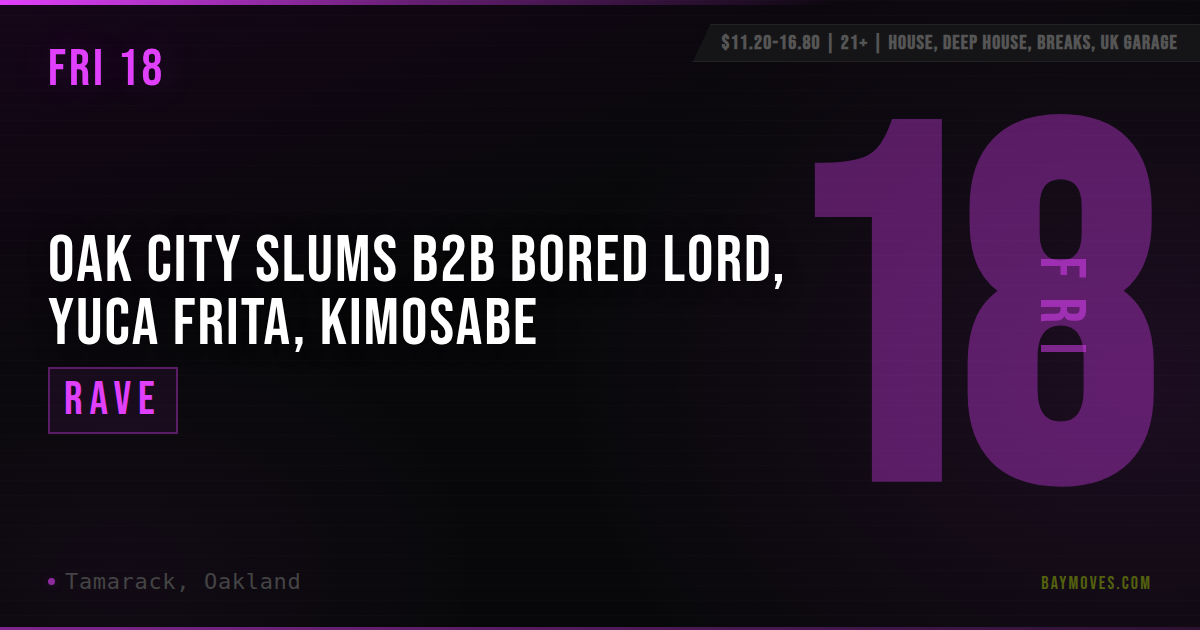 FRI 18
$11.20-16.80 | 21+ | HOUSE, DEEP HOUSE, BREAKS, UK GARAGE
18
FRI
OAK CITY SLUMS B2B BORED LORD,
YUCA FRITA, KIMOSABE
RAVE
Tamarack, Oakland
BAYMOVES.COM